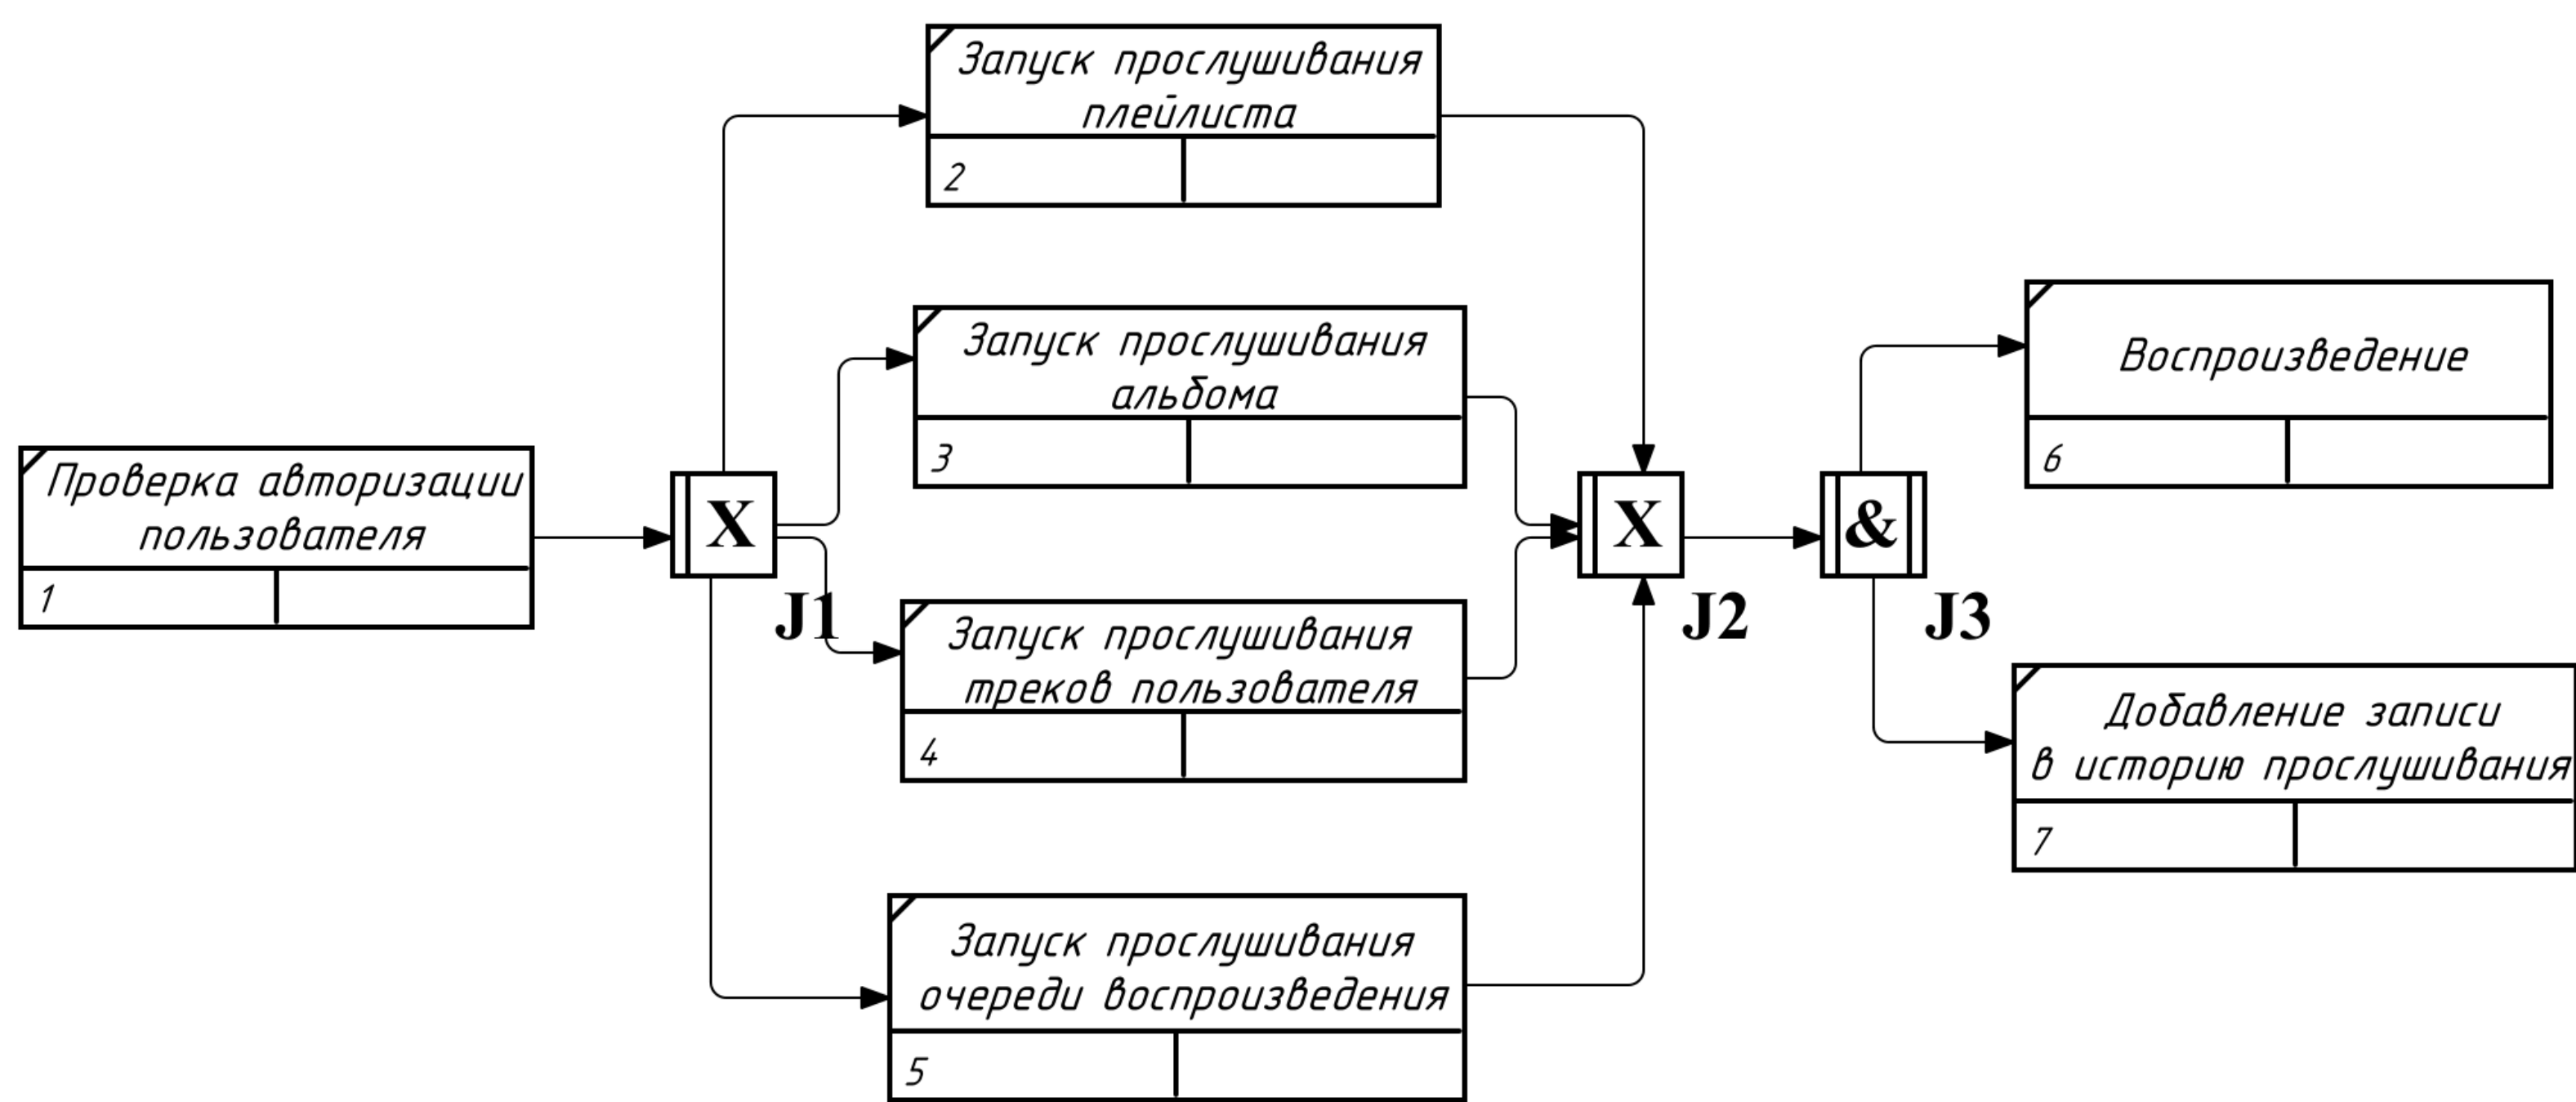 Проверка авторизации
пользователя
1
X
J1
Запуск прослушивания
плейлиста
2
Запуск прослушивания
альбома
3
Запуск прослушивания
треков пользователя
4
Запуск прослушивания
очереди воспроизведения
5
X
J2
&
J3
Воспроизведение
6
Добавление записи
в историю прослушивания
7